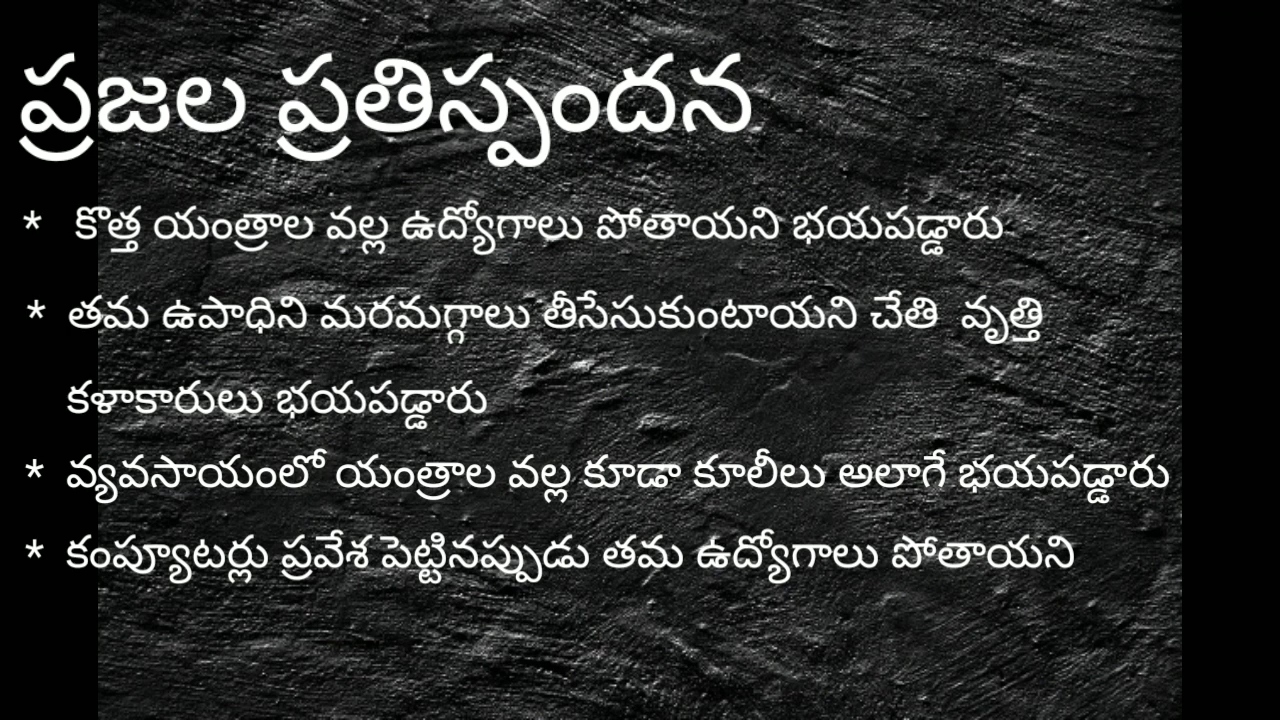 ప్రజల ప్రతిస్పందన
* కొత్త యంత్రాల వల్ల ఉద్యోగాలు పోతాయని భయపడ్డారు
* తమ ఉపాధిని మరమగ్గాలు తీసేసుకుంటాయని చేతి వృత్తి
కళాకారులు భయపడ్డారు
* వ్యవసాయంలో యంత్రాల వల్ల కూడా కూలీలు అలాగే భయపడ్డారు
* కంప్యూటర్లు ప్రవేశ పెట్టినప్పుడు తమ ఉద్యోగాలు పోతాయని